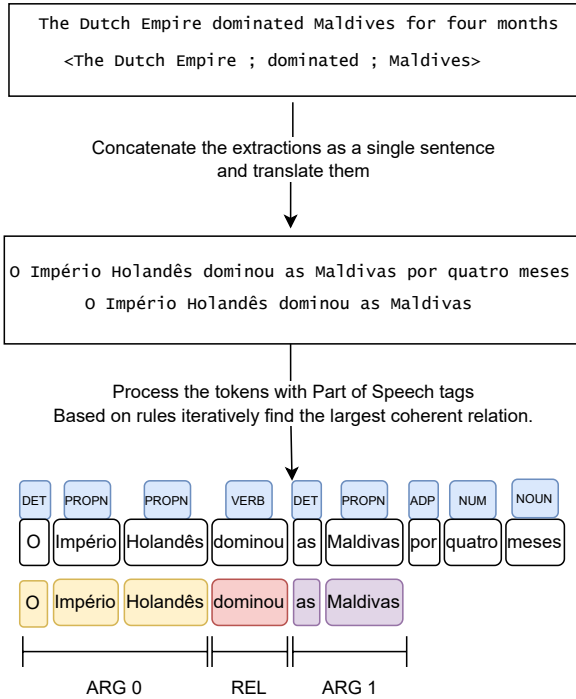 The Dutch Empire dominated Maldives for four months
<The Dutch Empire ; dominated ; Maldives>
Concatenate the extractions as a single sentence
and translate them
O Império Holandês dominou as Maldivas por quatro meses
O Império Holandês dominou as Maldivas
Process the tokens with Part of Speech tags
Based on rules iteratively find the largest coherent relation.
DET PROPN PROPN VERB DET PROPN ADP NUM NOUN
O Império Holandês dominou as Maldivas por quatro meses
O Império Holandês dominou as Maldivas
ARG 0 REL ARG 1